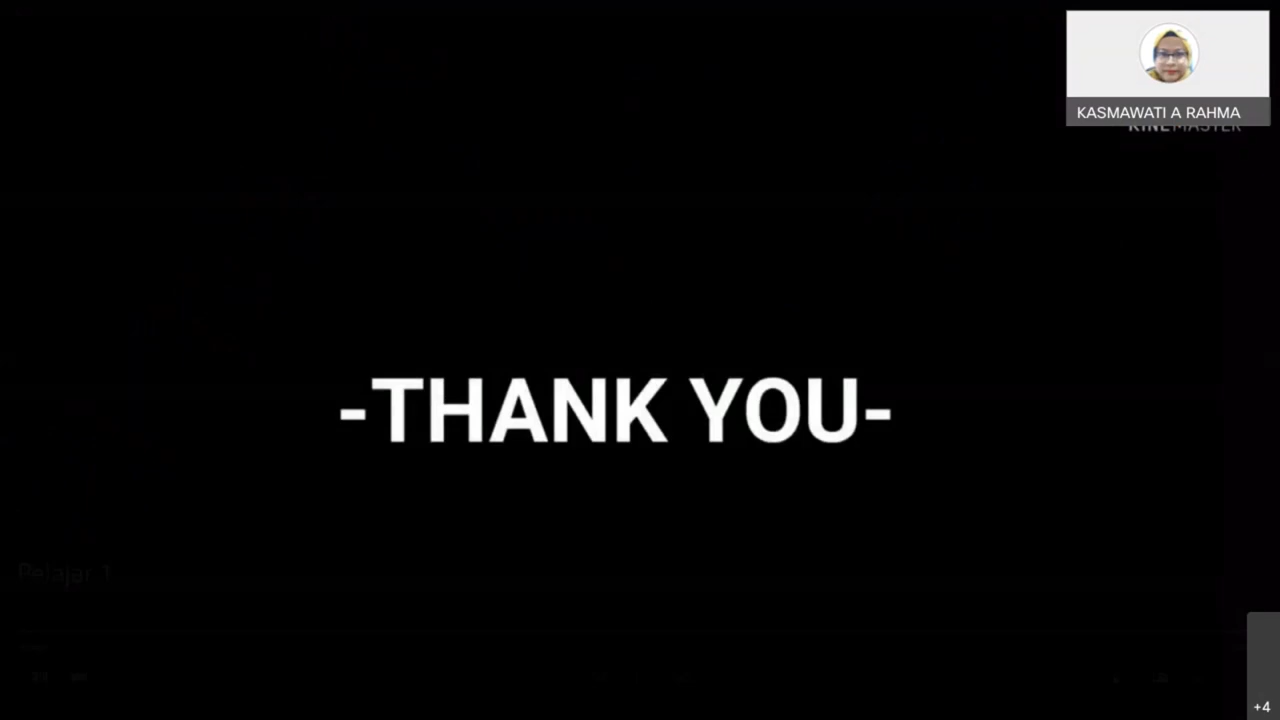 KASMAWATI A RAHMA
KINEMASTER
-THANK YOU-
Pelajar 1
+4